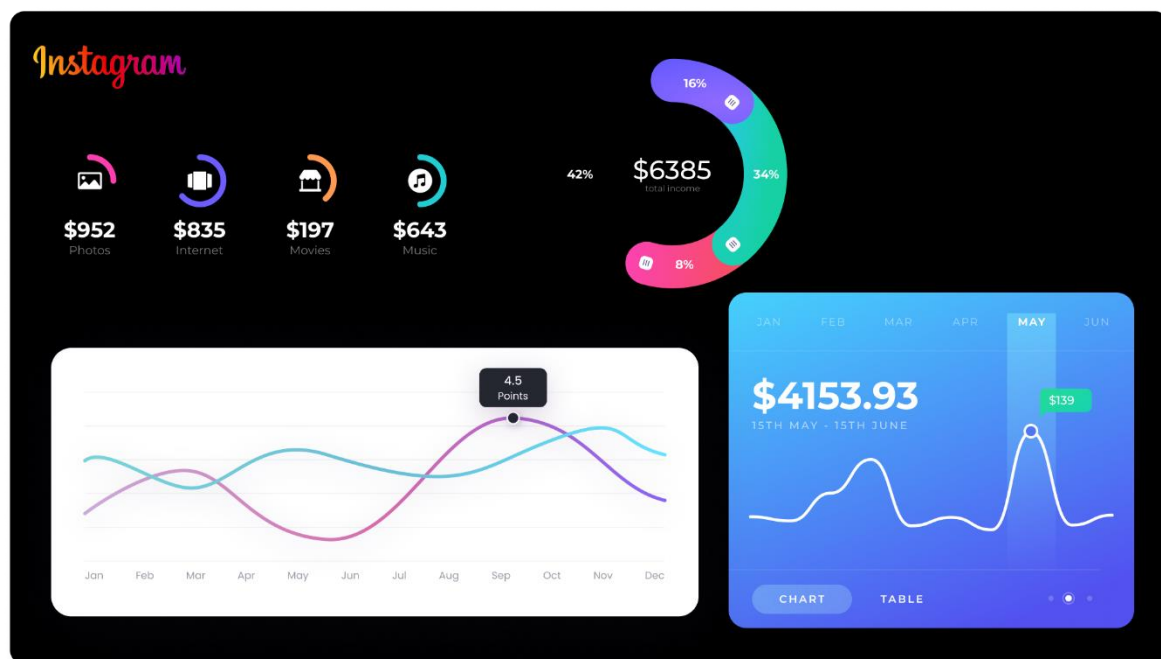 Instagram
$952
Photos
$835
Internet
$197
Movies
$643
Music
16%
42%
$6385
total income
34%
8%
4.5
Points
Jan Feb Mar Apr May Jun Jul Aug Sep Oct Nov Dec
JAN FEB MAR APR MAY JUN
$4153.93
15TH MAY - 15TH JUNE
$139
CHART TABLE